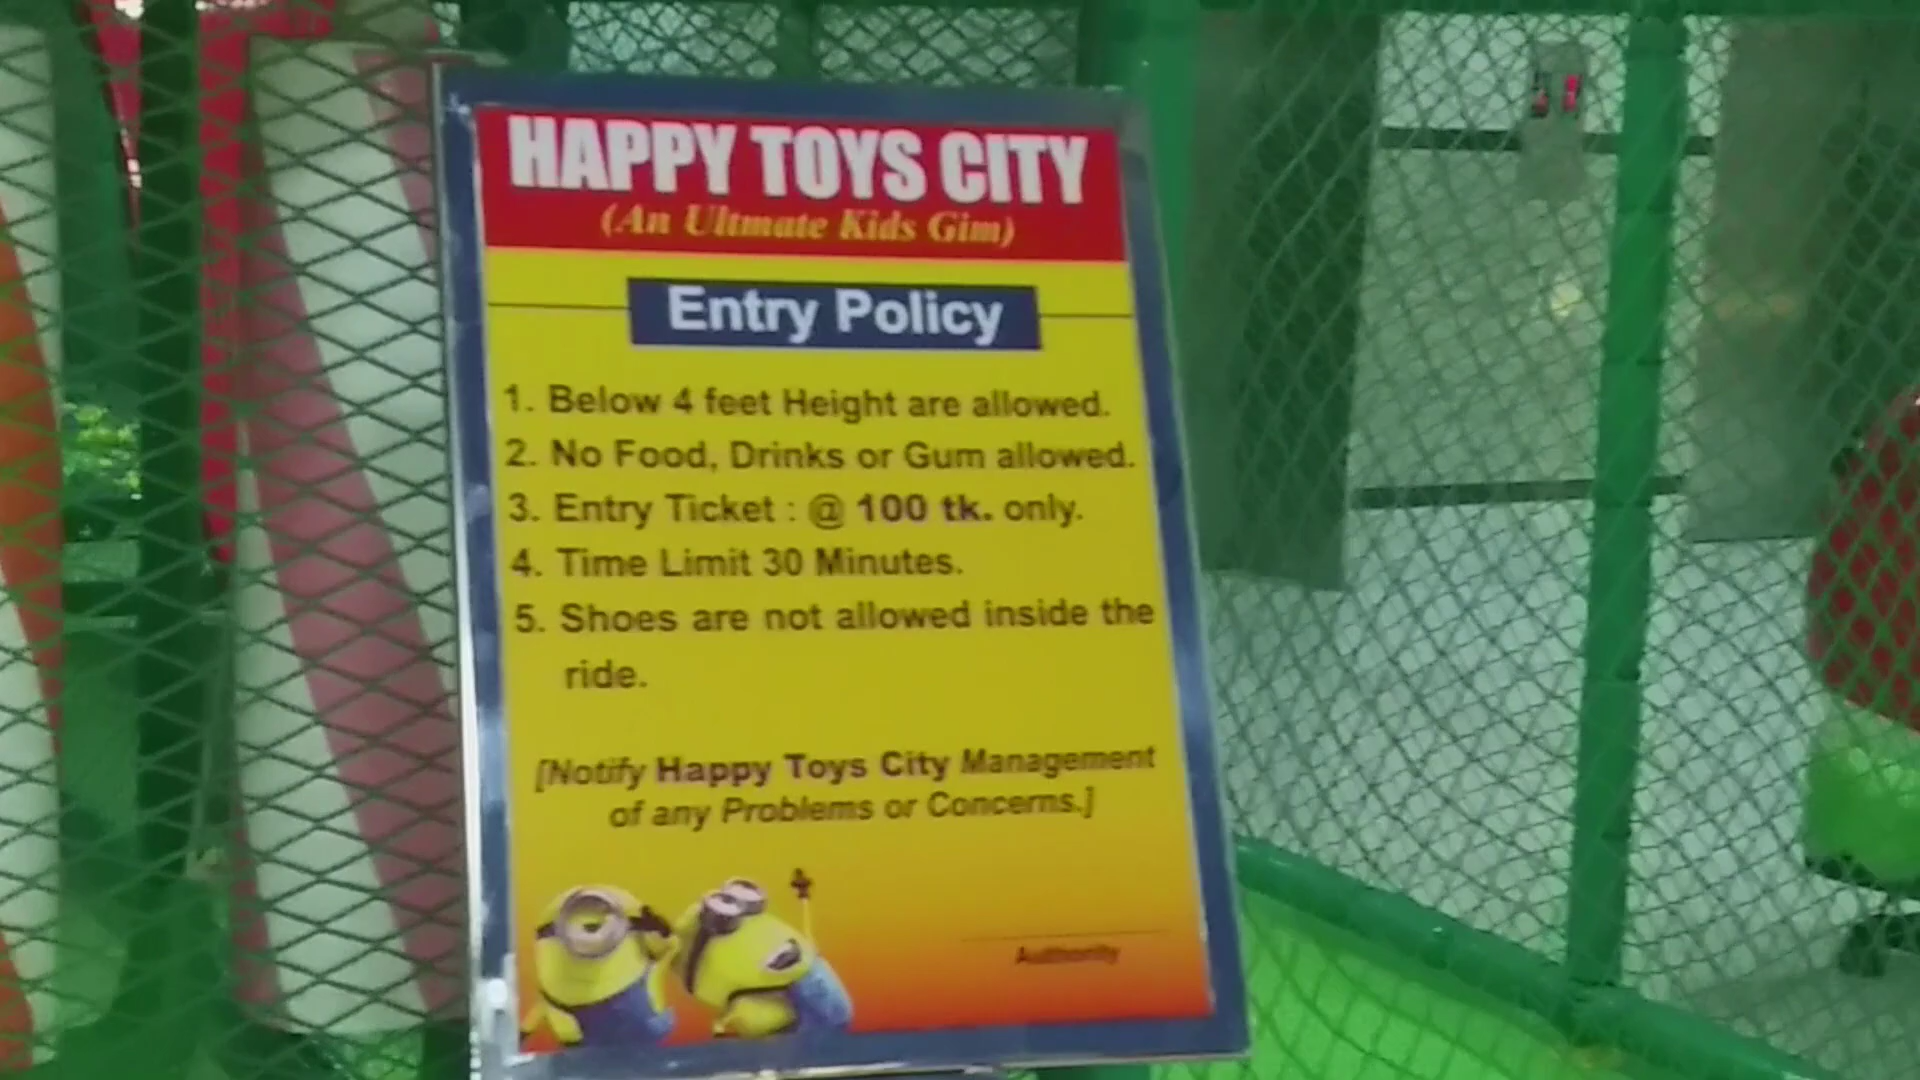 HAPPY TOYS CITY
(An Ultmate Kids Gim)
Entry Policy
1. Below 4 feet Height are allowed.
2. No Food, Drinks or Gum allowed.
3. Entry Ticket : @ 100 tk. only.
4. Time Limit 30 Minutes.
5. Shoes are not allowed inside the
ride.
[Notify Happy Toys City Management
of any Problems or Concerns.]
Authority